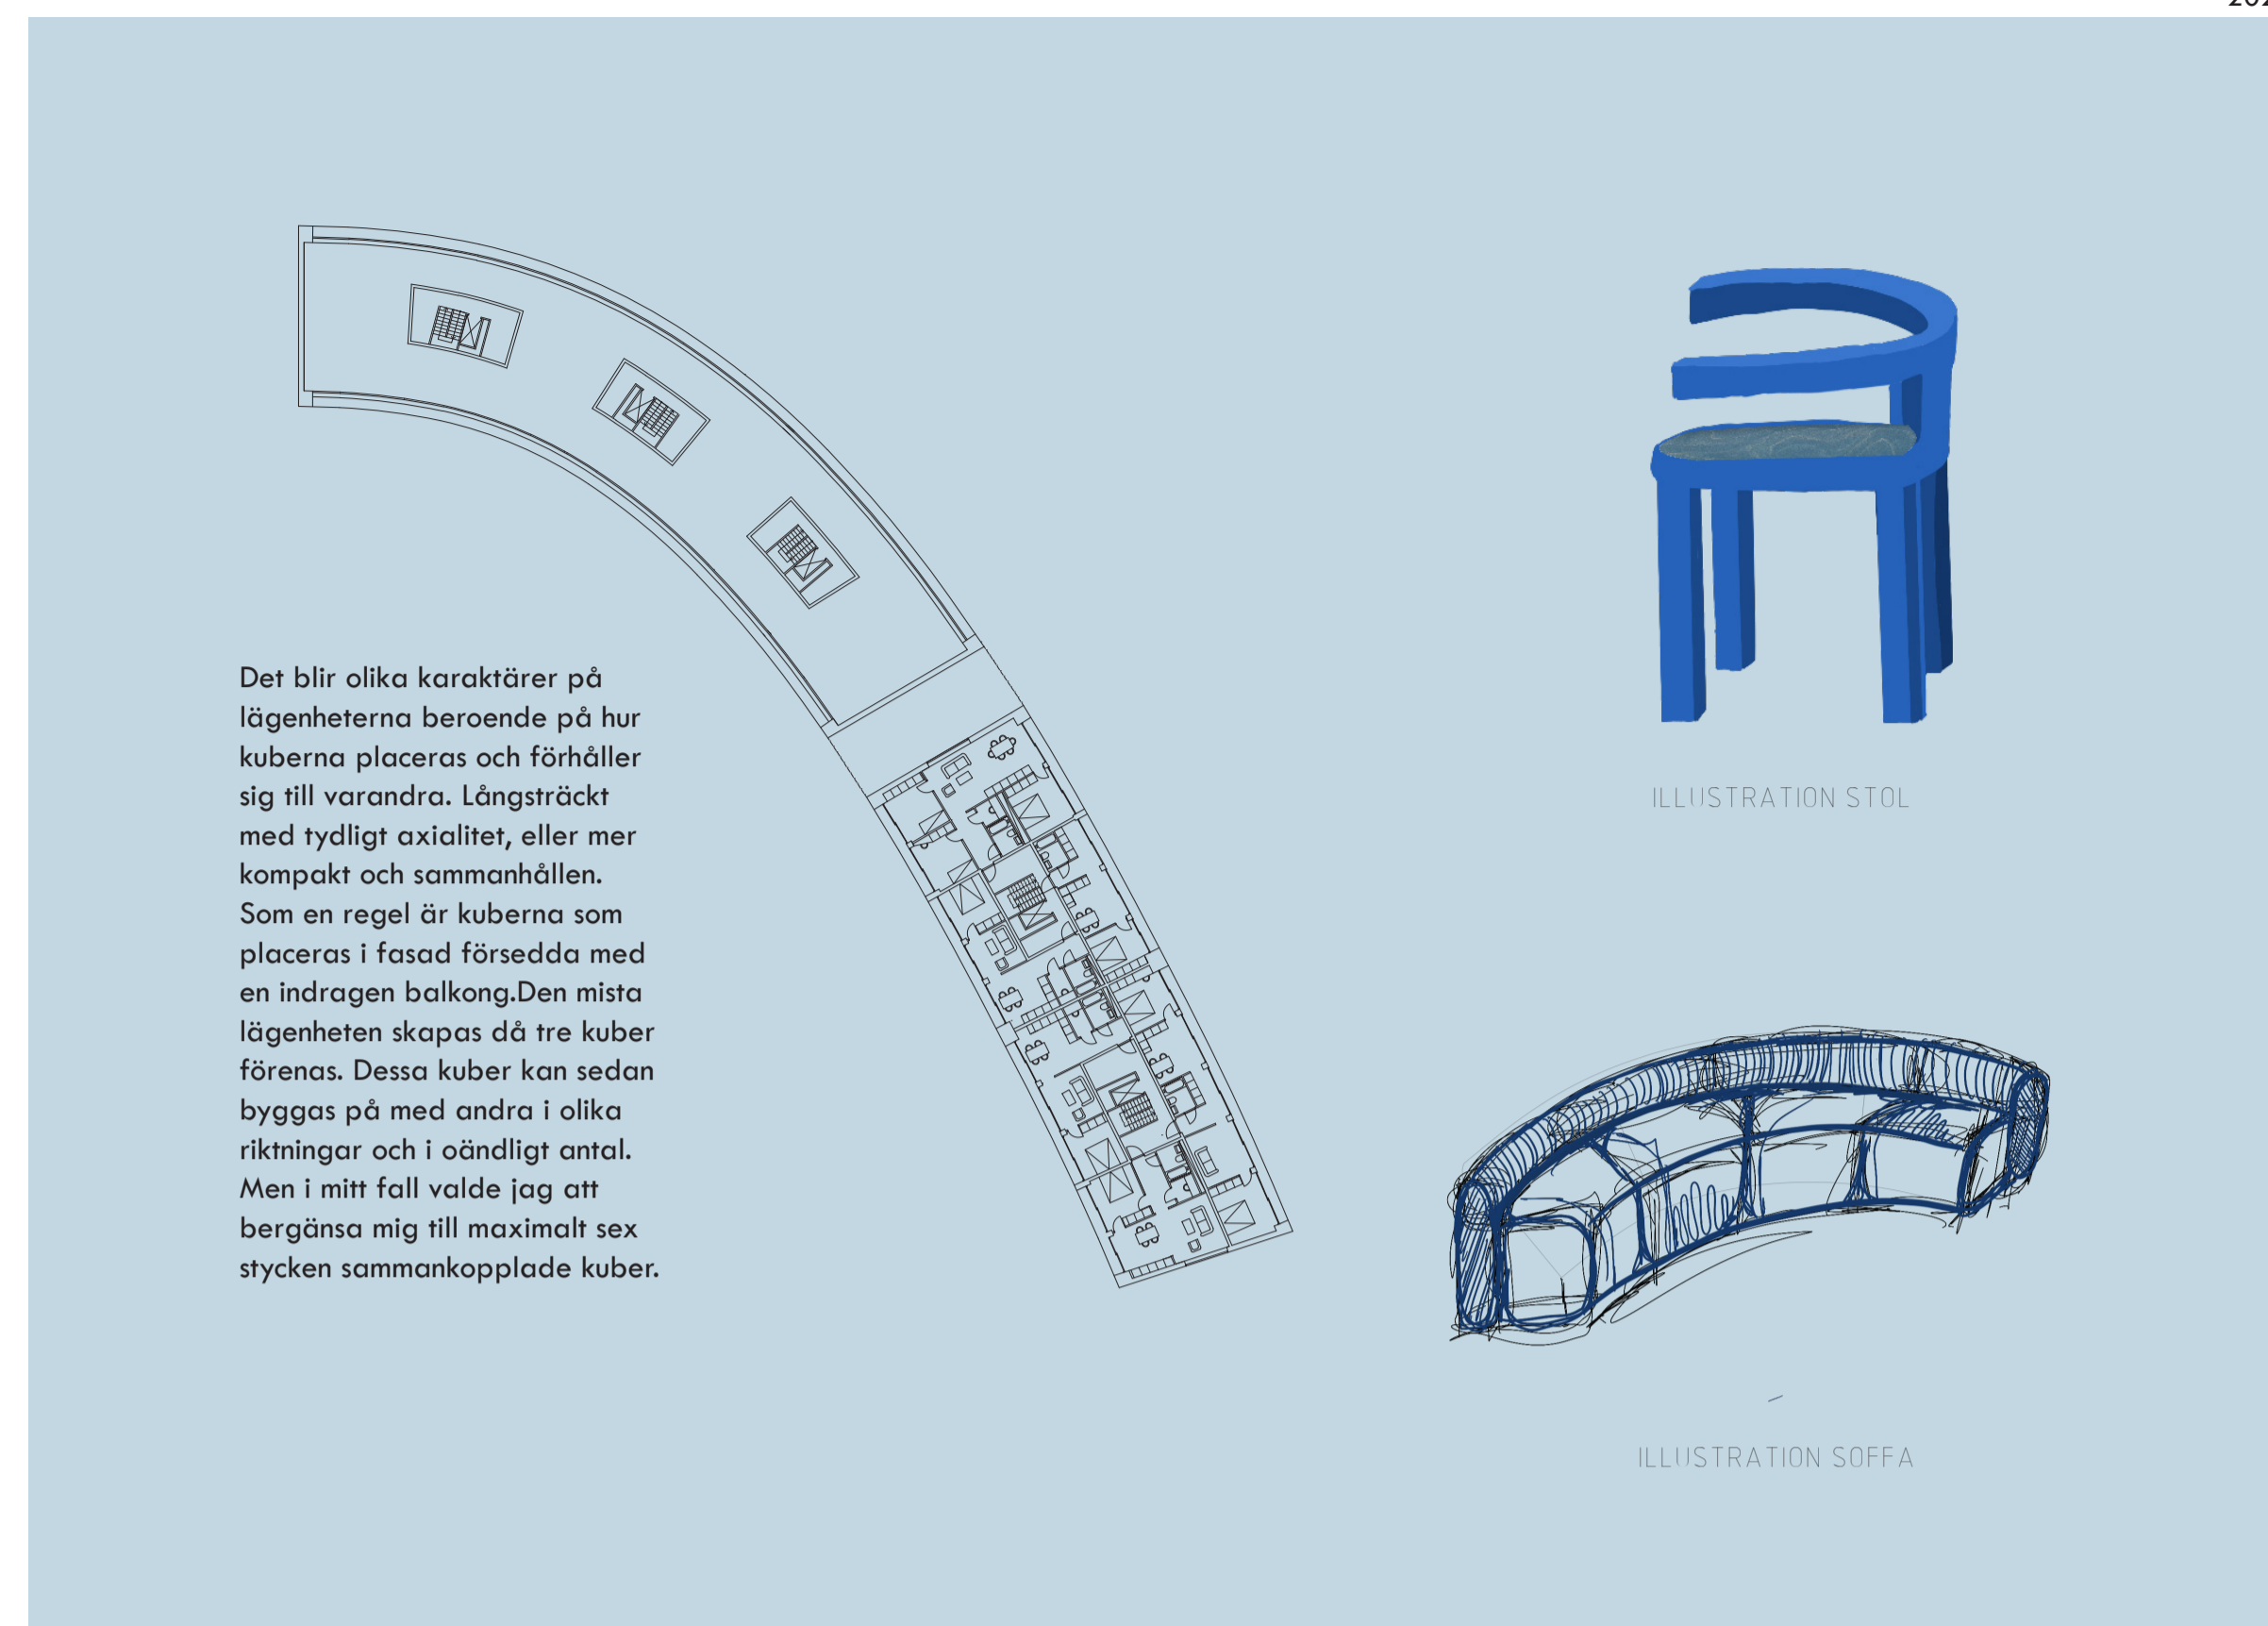 Det blir olika karaktärer på
lägenheterna beroende på hur
kuberna placeras och förhåller
sig till varandra. Långsträckt
med tydligt axialitet, eller mer
kompakt och sammanhållen.
Som en regel är kuberna som
placeras i fasad försedda med
en indragen balkong.Den mista
lägenheten skapas då tre kuber
förenas. Dessa kuber kan sedan
byggas på med andra i olika
riktningar och i oändligt antal.
Men i mitt fall valde jag att
bergänsa mig till maximalt sex
stycken sammankopplade kuber.
ILLUSTRATION STOL
ILLUSTRATION SOFFA